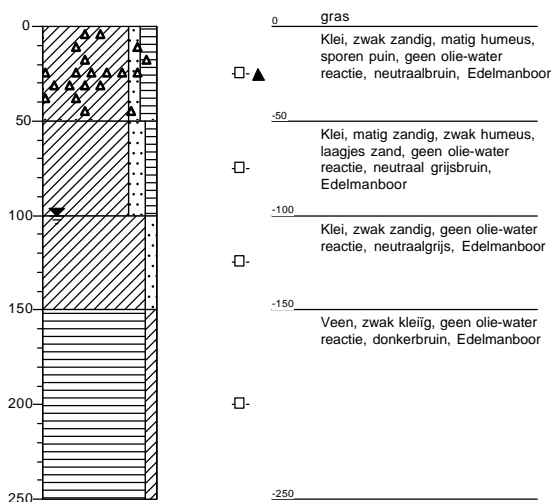 0
50
100
150
200
250
0
gras
Klei, zwak zandig, matig humeus,
sporen puin, geen olie-water
reactie, neutraalbruin, Edelmanboor
-50
Klei, matig zandig, zwak humeus,
laagjes zand, geen olie-water
reactie, neutraal grijsbruin,
Edelmanboor
-100
Klei, zwak zandig, geen olie-water
reactie, neutraalgrijs, Edelmanboor
-150
Veen, zwak kleiïg, geen olie-water
reactie, donkerbruin, Edelmanboor
-250